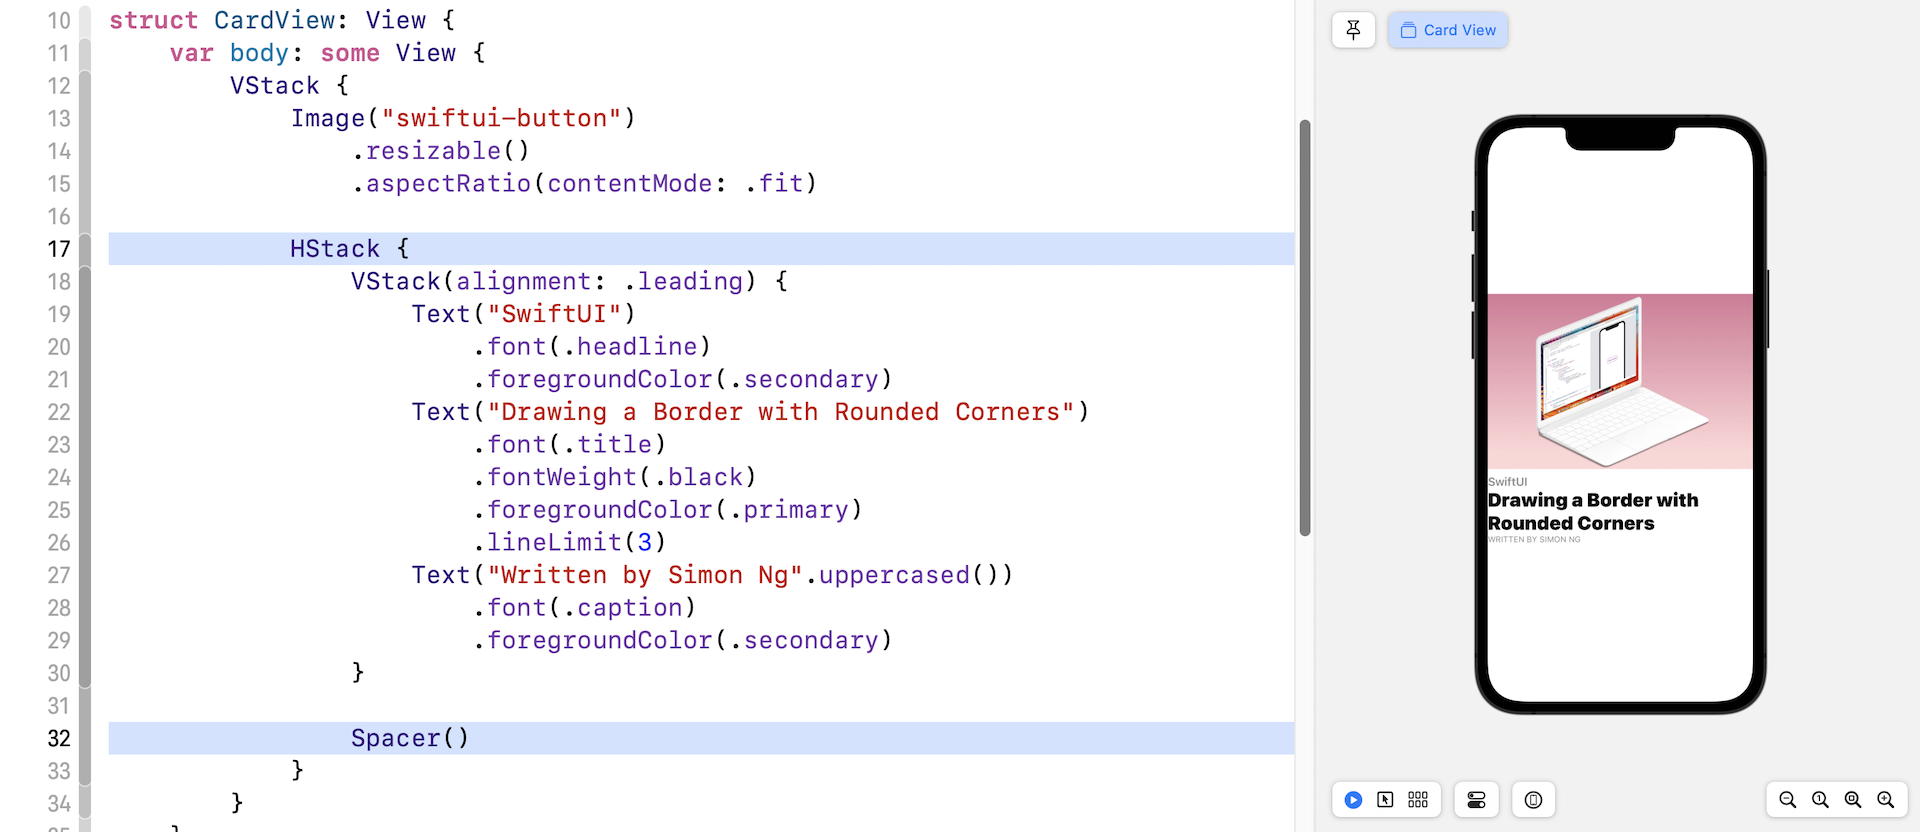 10 struct CardView: View {
11     var body: some View {
12         VStack {
13             Image("swiftui-button")
14                 .resizable()
15                 .aspectRatio(contentMode: .fit)
16
17             HStack {
18                 VStack(alignment: .leading) {
19                     Text("SwiftUI")
20                         .font(.headline)
21                         .foregroundColor(.secondary)
22                     Text("Drawing a Border with Rounded Corners")
23                         .font(.title)
24                         .fontWeight(.black)
25                         .foregroundColor(.primary)
26                         .lineLimit(3)
27                     Text("Written by Simon Ng".uppercased())
28                         .font(.caption)
29                         .foregroundColor(.secondary)
30                 }
31
32                 Spacer()
33             }
34         }
Card View
SwiftUI
Drawing a Border with
Rounded Corners
WRITTEN BY SIMON NG